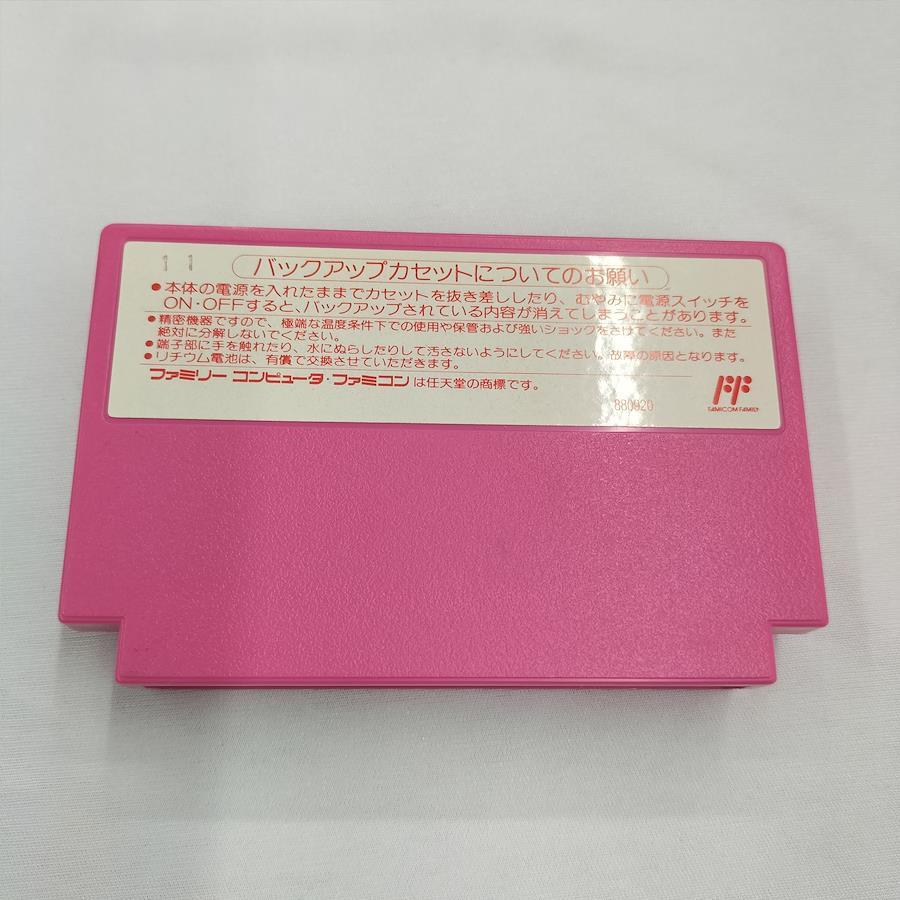 11
バックアップカセットについてのお願い
●本体の電源を入れたままでカセットを抜き差ししたり、むやみに電源スイッチを
ON・OFFすると、バックアップされている内容が消えてしまうことがあります。
●精密機器ですので、極端な温度条件下での使用や保管および強いショックをさけてください。また
絶対に分解しないでください。
●端子部に手を触れたり、水にぬらしたりして汚さないようにしてください。故障の原因となります。
●リチウム電池は、有償で交換させていただきます。
ファミリーコンピュータ・ファミコンは任天堂の商標です。
880920
FAMICOM FAMILY